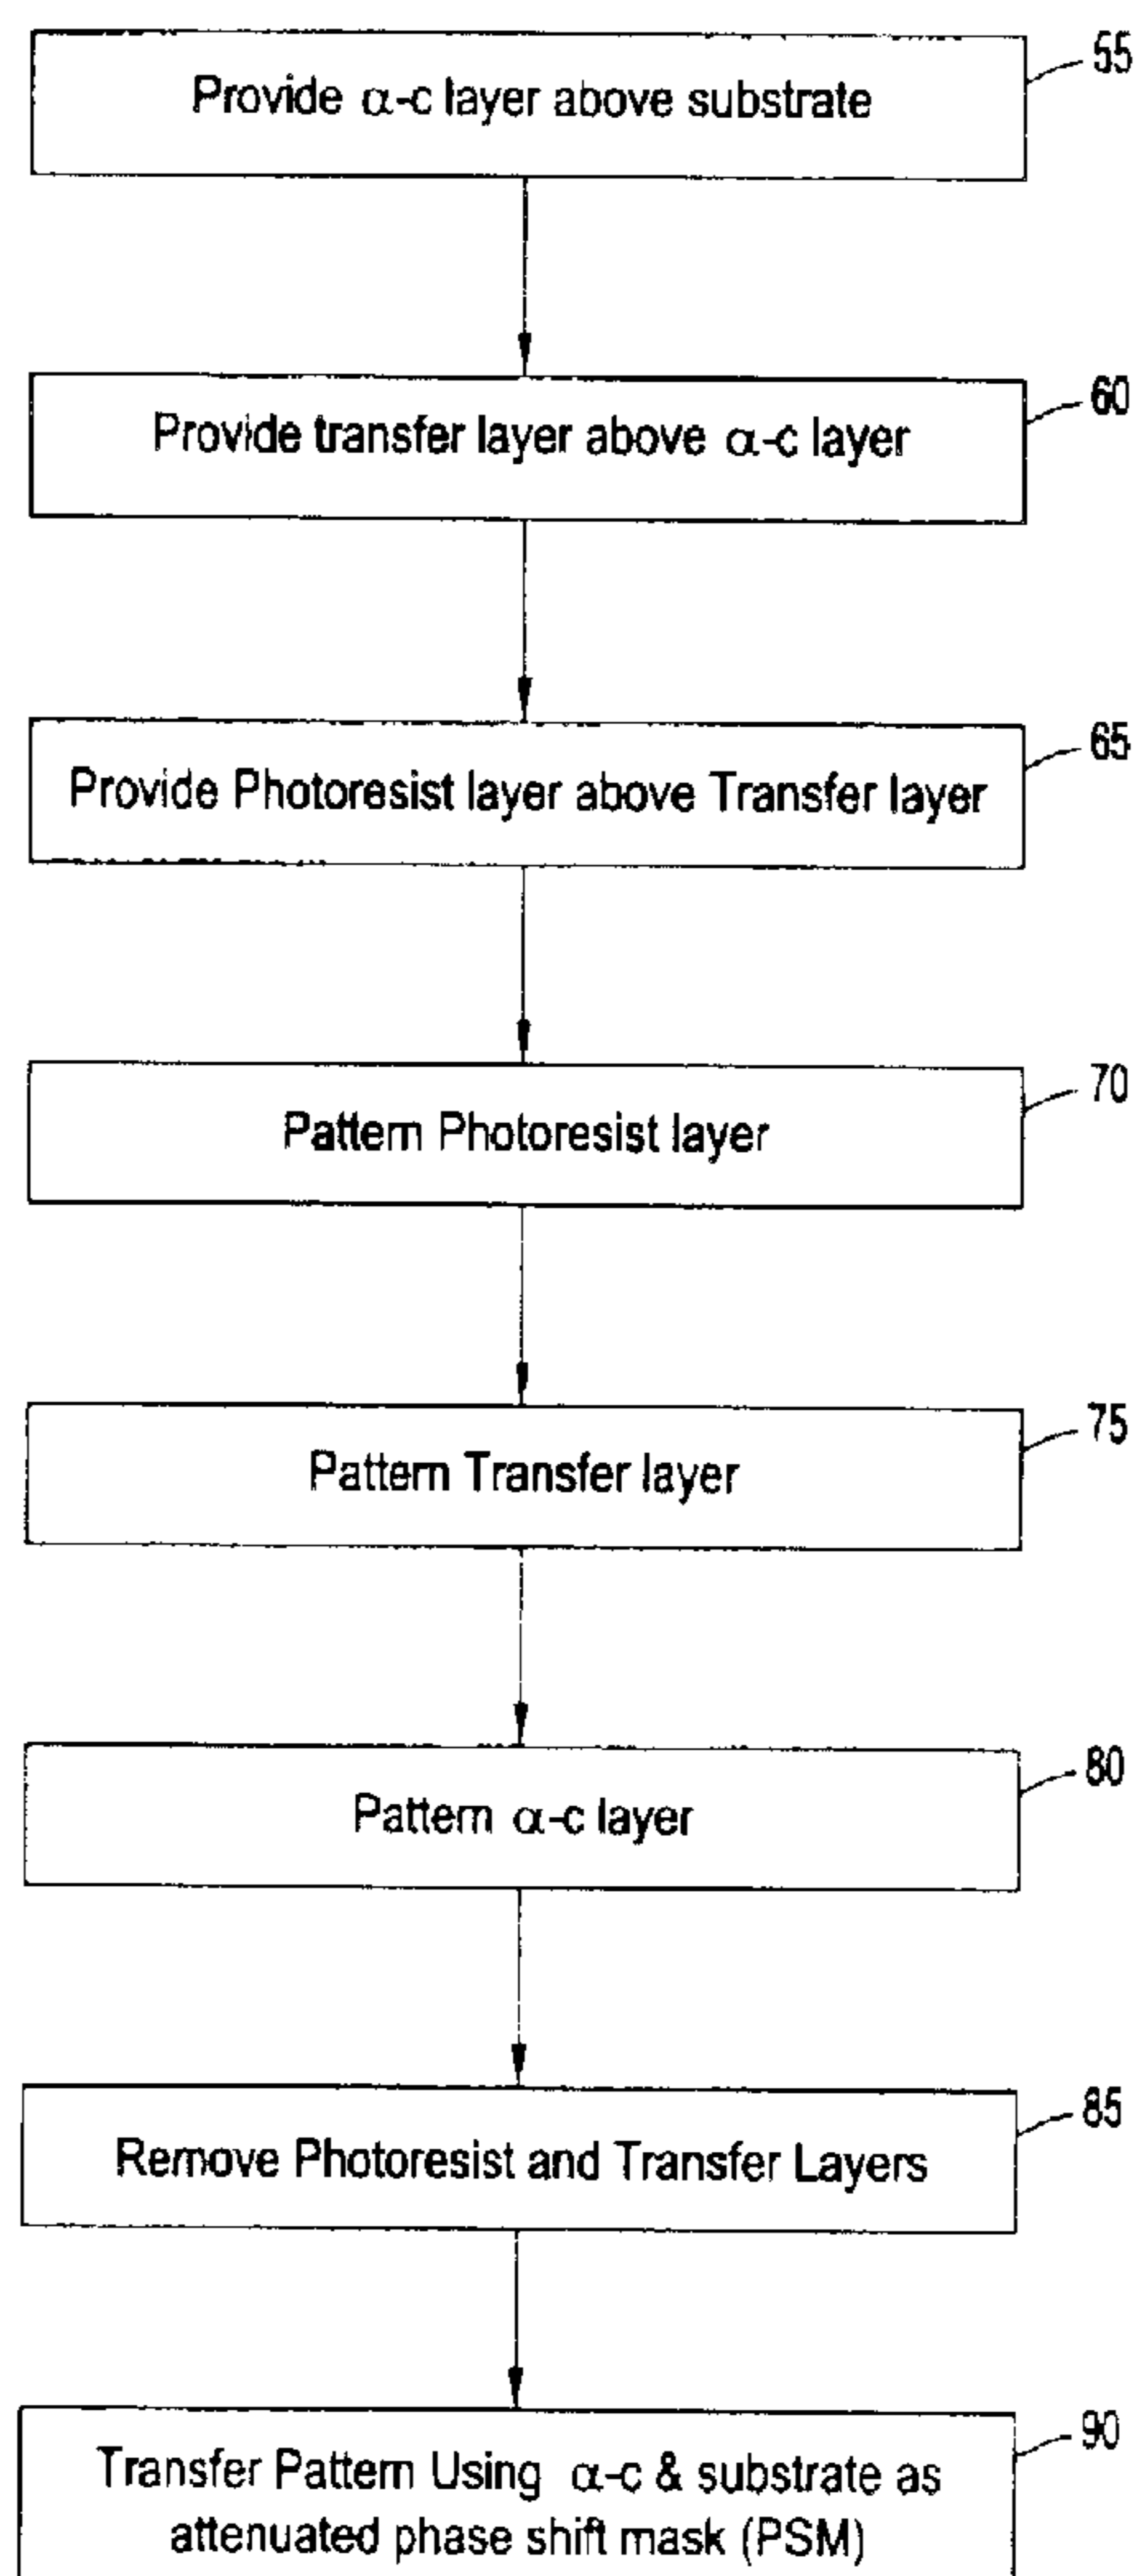 55
Provide α-c layer above substrate
60
Provide transfer layer above α-c layer
65
Provide Photoresist layer above Transfer layer
70
Pattern Photoresist layer
75
Pattern Transfer layer
80
Pattern α-c layer
85
Remove Photoresist and Transfer Layers
90
Transfer Pattern Using α-c & substrate as
attenuated phase shift mask (PSM)